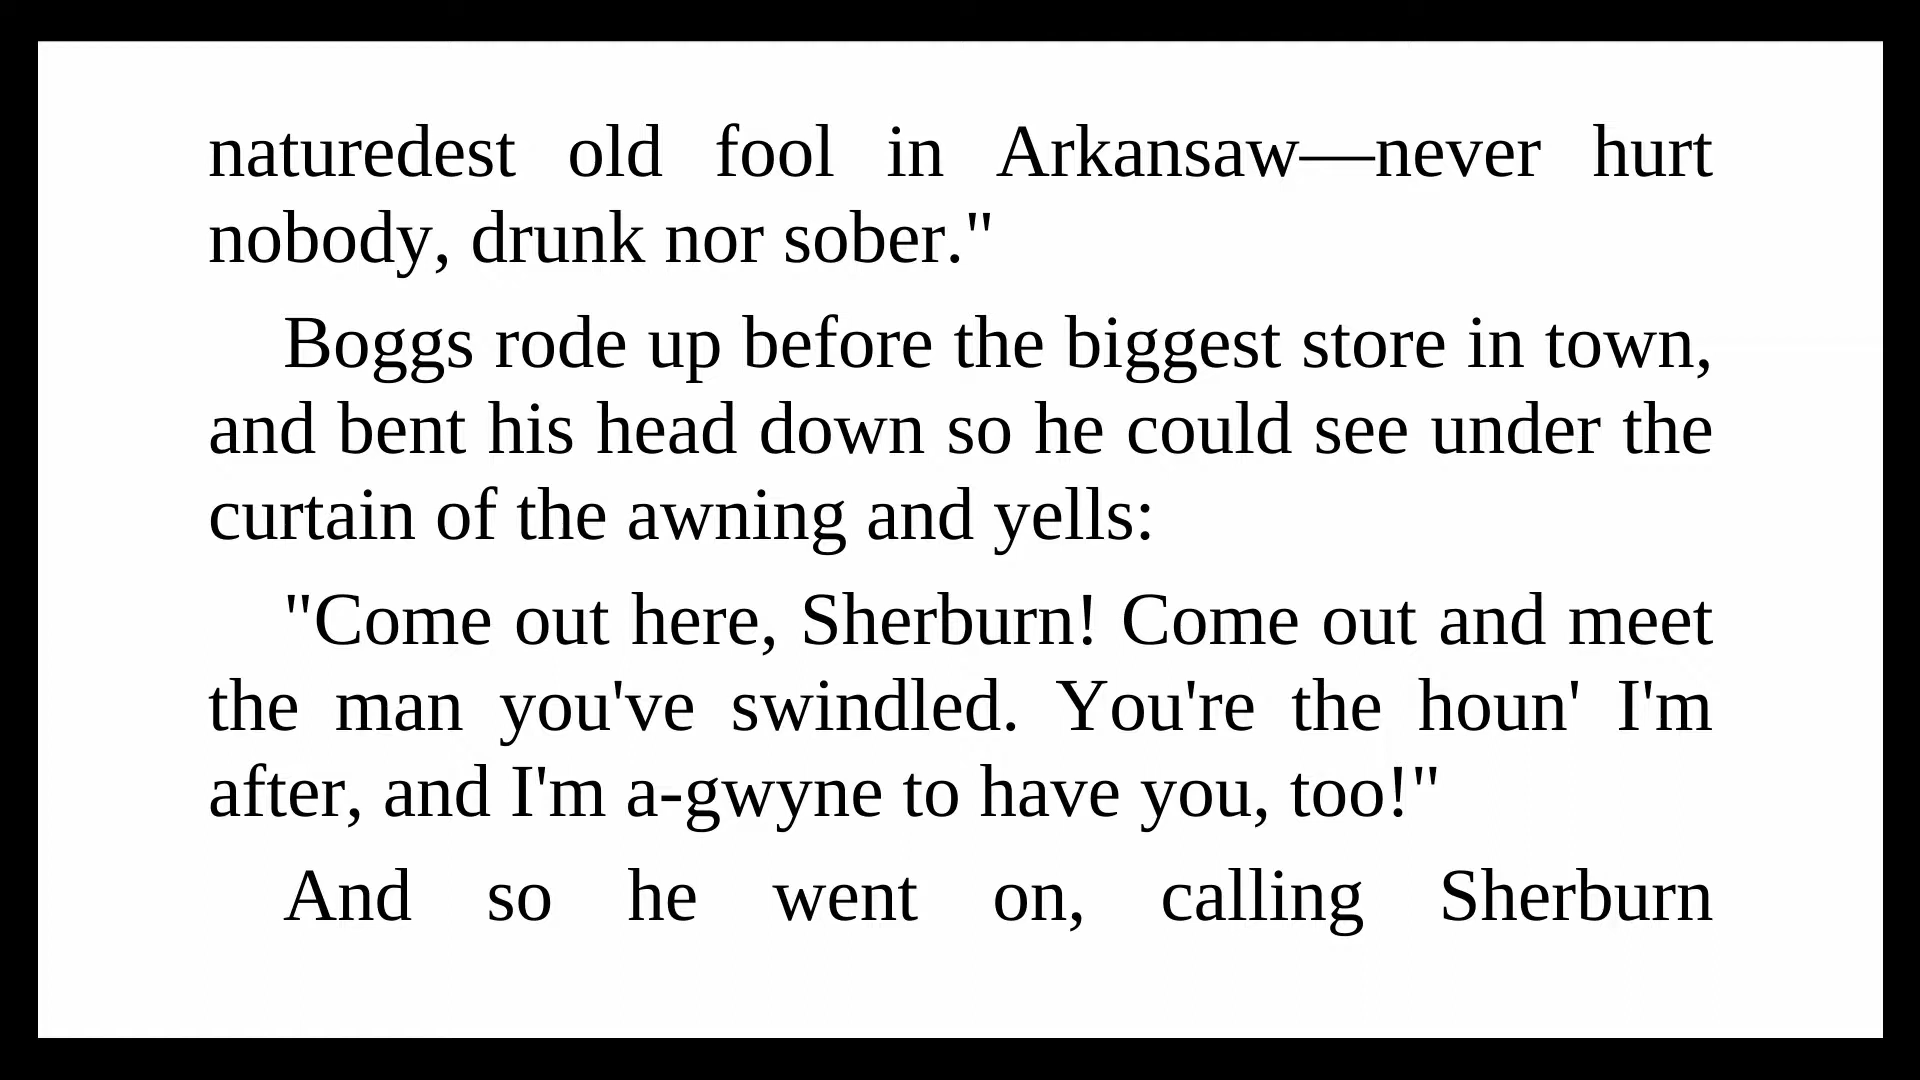 naturedest old fool in Arkansaw—never hurt
nobody, drunk nor sober."
Boggs rode up before the biggest store in town,
and bent his head down so he could see under the
curtain of the awning and yells:
"Come out here, Sherburn! Come out and meet
the man you've swindled. You're the houn' I'm
after, and I'm a-gwyne to have you, too!"
And so he went on, calling Sherburn